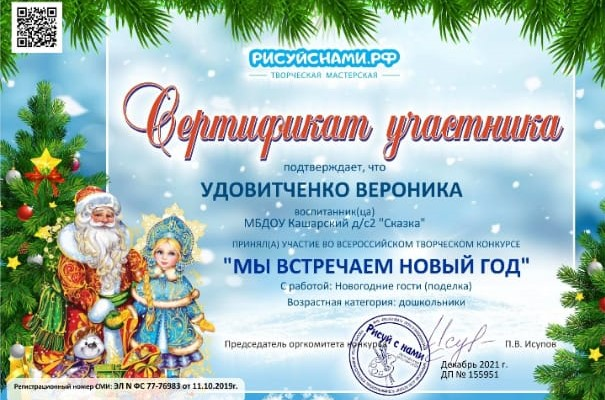 РИСУЙСНАМИ.РФ
ТВОРЧЕСКАЯ МАСТЕРСКАЯ
Сертификат участника
подтверждает, что
УДОВИТЧЕНКО ВЕРОНИКА
воспитанник(ца)
МБДОУ Кашарский д/с2 "Сказка"
ПРИНЯЛ(А) УЧАСТИЕ ВО ВСЕРОССИЙСКОМ ТВОРЧЕСКОМ КОНКУРСЕ
"МЫ ВСТРЕЧАЕМ НОВЫЙ ГОД"
С работой: Новогодние гости (поделка)
Возрастная категория: дошкольники
Председатель оргкомитета конкурса
П.В. Исупов
Рисуй с нами
Декабрь 2021 г.
ДП № 155951
Регистрационный номер СМИ: ЭЛ N ФС 77-76983 от 11.10.2019г.